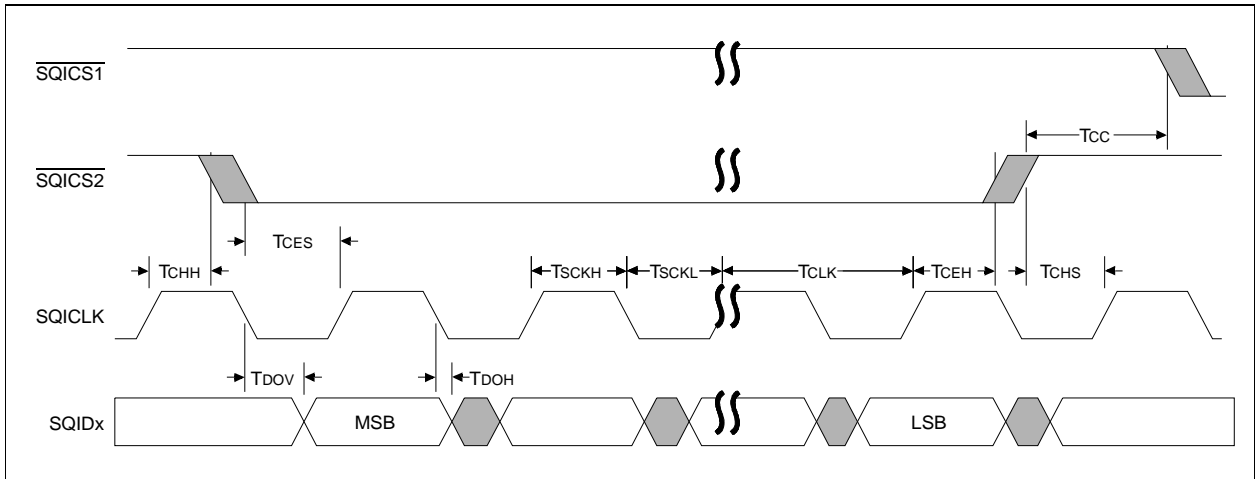 SQICS1
TCC
SQICS2
TCES
TCHH
TSCKH
TSCKL
TCLK
TCEH
TCHS
SQICLK
TDOV
TDOH
SQIDx
MSB
LSB